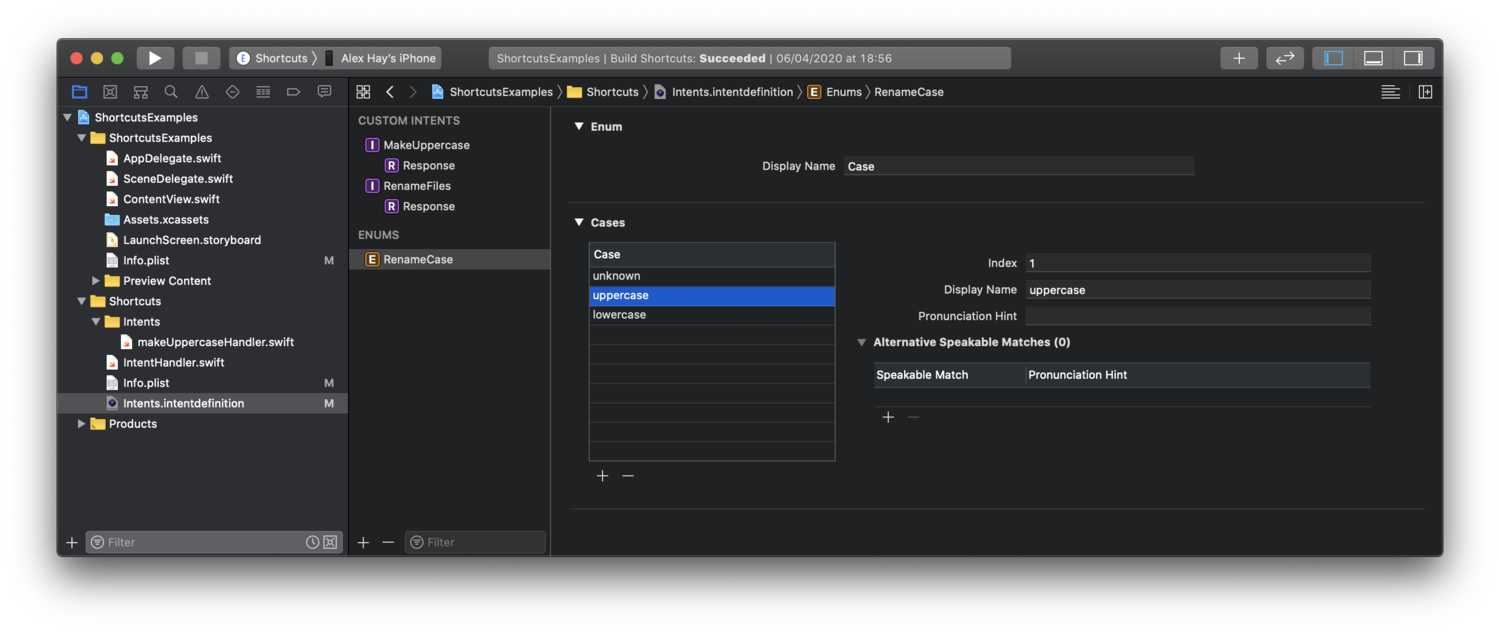 Shortcuts 〉 Alex Hay's iPhone
ShortcutsExamples | Build Shortcuts: Succeeded | 06/04/2020 at 18:56
ShortcutsExamples 〉 Shortcuts 〉 Intents.intentdefinition 〉 E Enums 〉 RenameCase
ShortcutsExamples
ShortcutsExamples
AppDelegate.swift
SceneDelegate.swift
ContentView.swift
Assets.xcassets
LaunchScreen.storyboard
Info.plist M
Preview Content
Shortcuts
Intents
makeUppercaseHandler.swift
IntentHandler.swift
Info.plist M
Intents.intentdefinition M
Products
Filter
CUSTOM INTENTS
I MakeUppercase
R Response
I RenameFiles
R Response
ENUMS
E RenameCase
Filter
Enum
Display Name Case
Cases
Case
unknown
uppercase
lowercase
Index 1
Display Name uppercase
Pronunciation Hint
Alternative Speakable Matches (0)
Speakable Match Pronunciation Hint